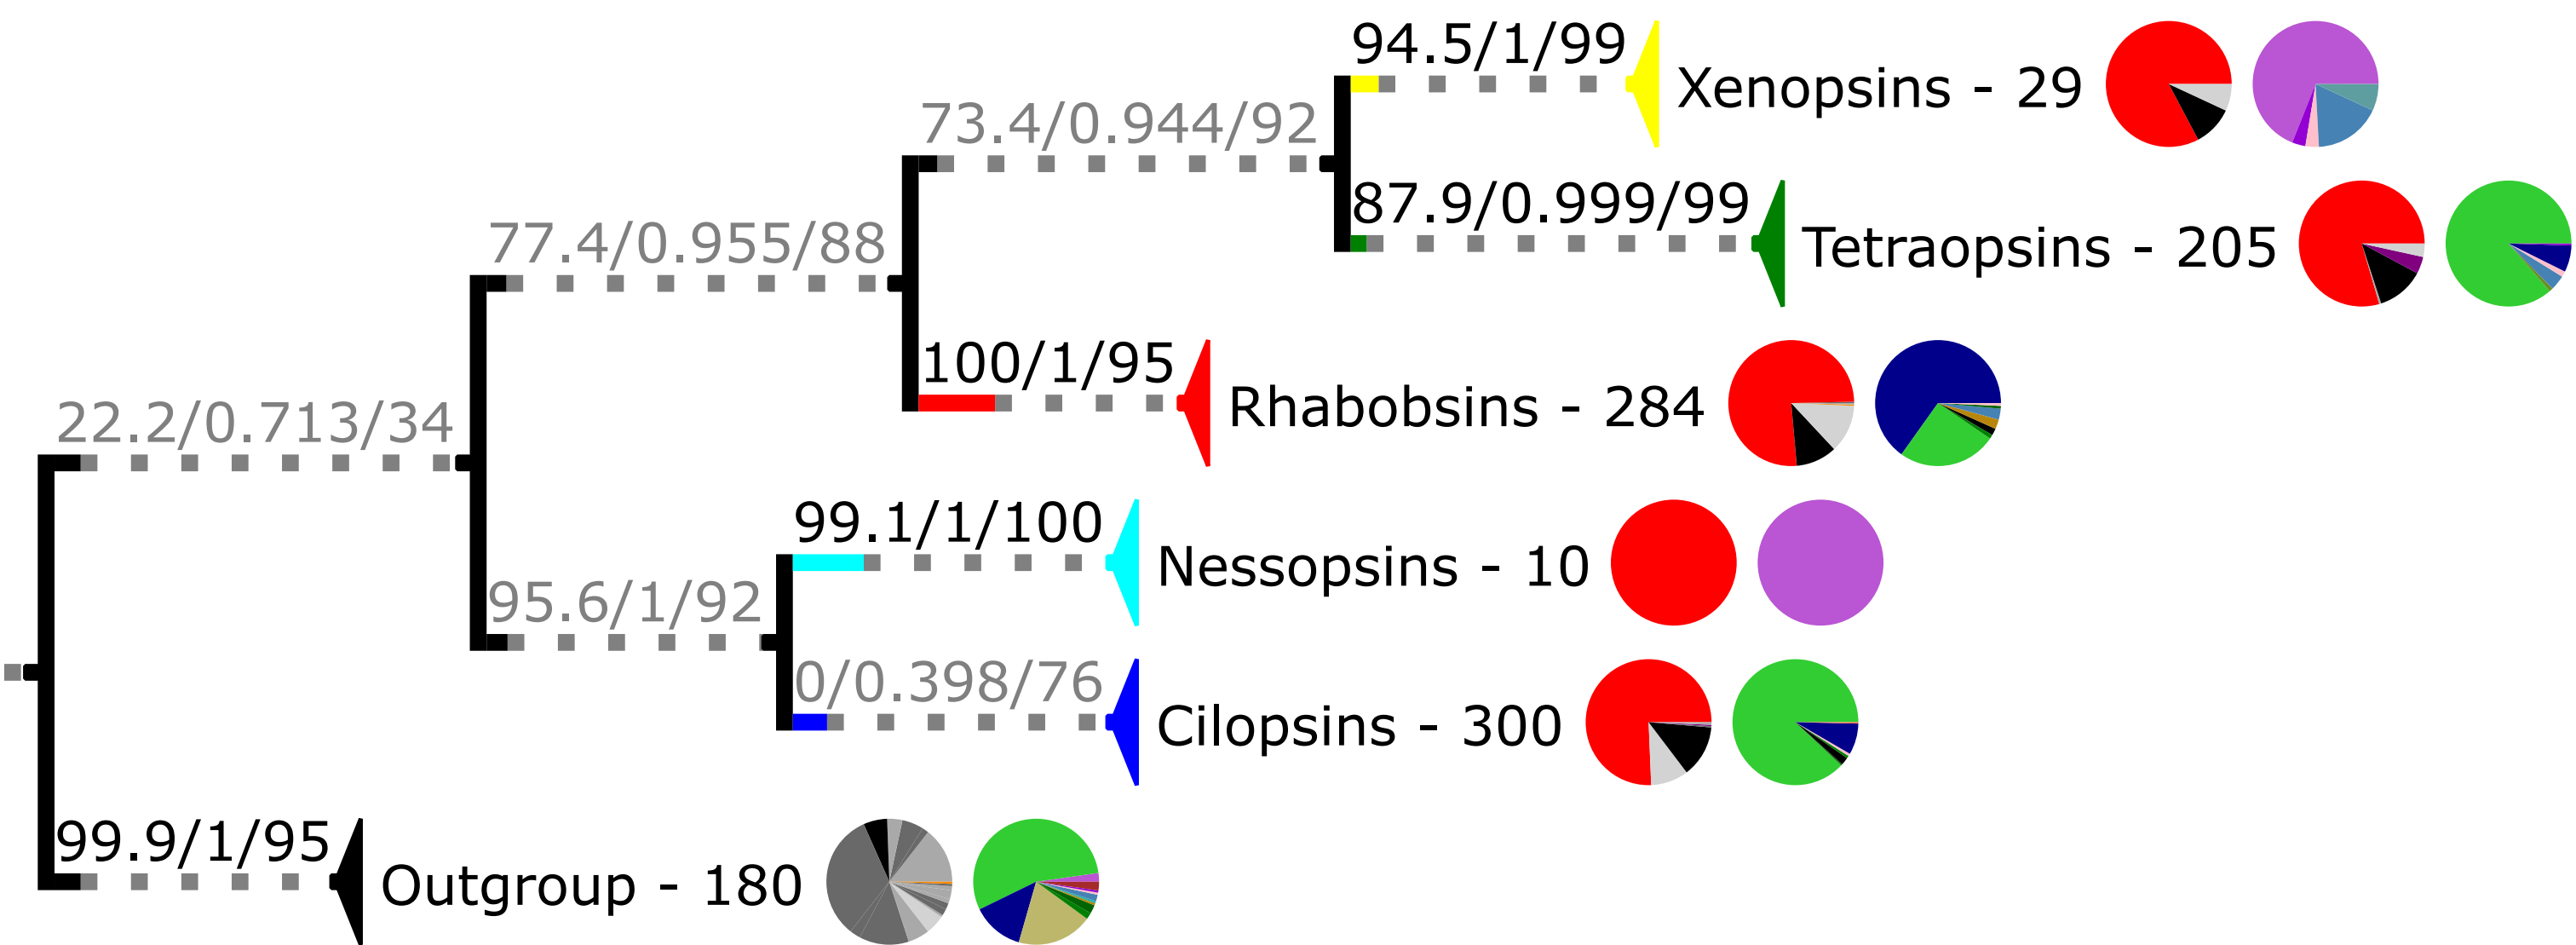 94.5/1/99
Xenopsins - 29
73.4/0.944/92
87.9/0.999/99
Tetraopsins - 205
77.4/0.955/88
100/1/95
Rhabobsins - 284
22.2/0.713/34
99.1/1/100
Nessopsins - 10
95.6/1/92
0/0.398/76
Cilopsins - 300
99.9/1/95
Outgroup - 180